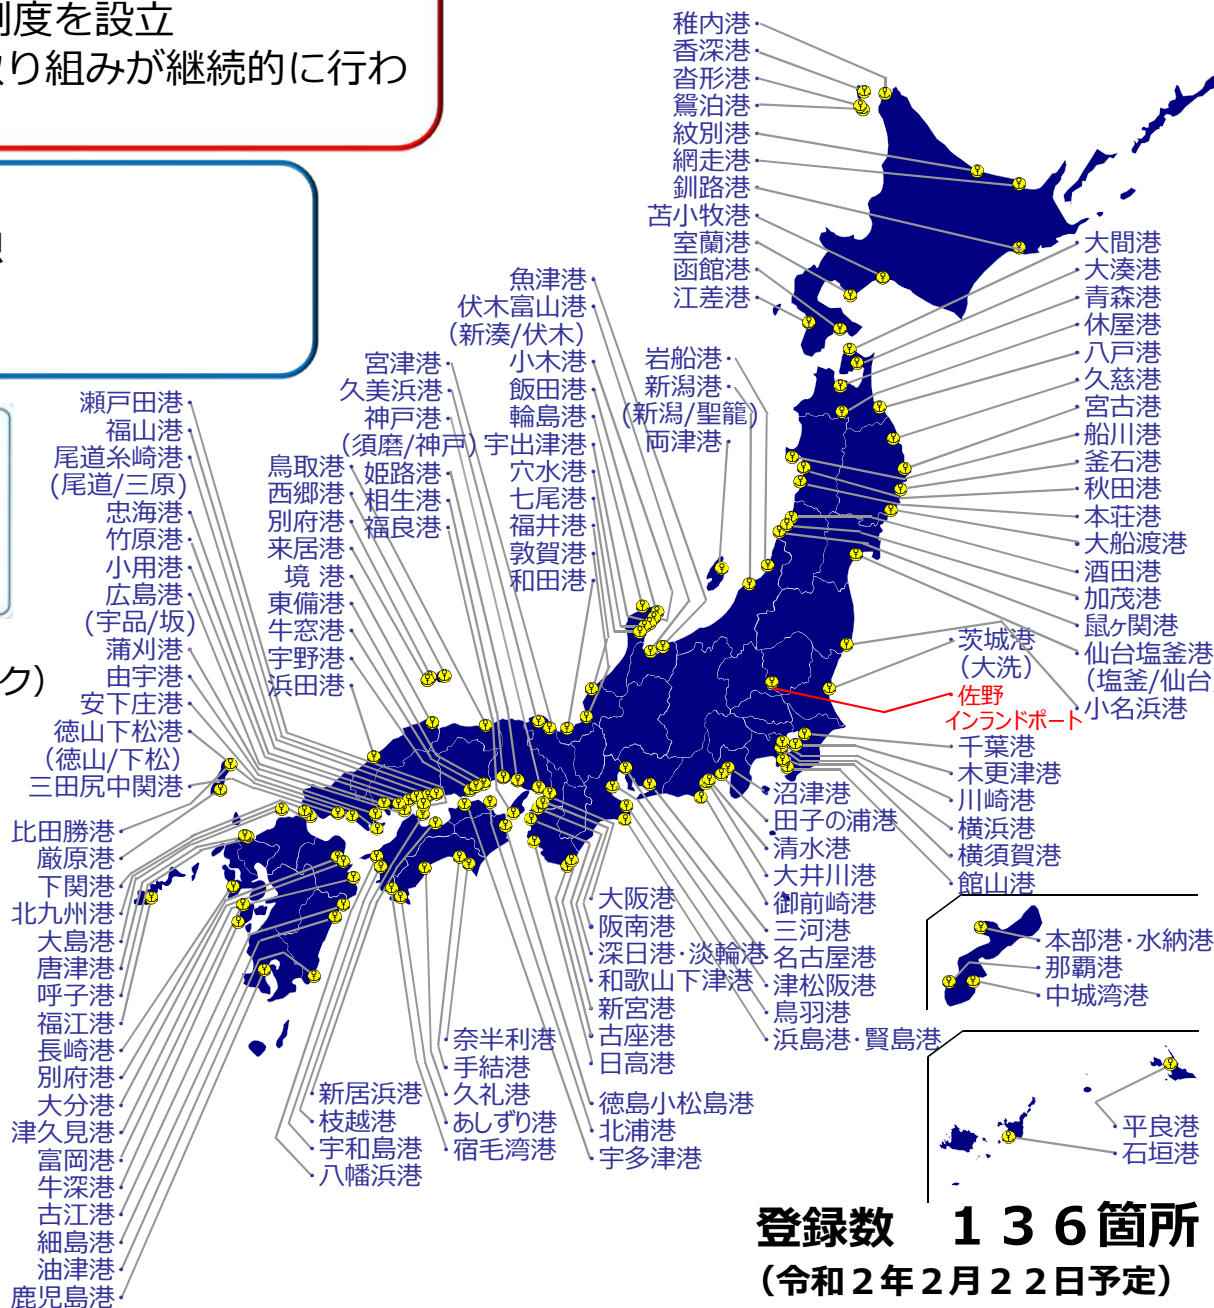 制度を設立
取り組みが継続的に行わ
ク）
稚内港
香深港
沓形港
鴛泊港
紋別港
網走港
釧路港
苫小牧港
室蘭港
函館港
江差港
大間港
大湊港
青森港
休屋港
八戸港
久慈港
宮古港
船川港
釜石港
秋田港
本荘港
大船渡港
酒田港
加茂港
鼠ヶ関港
仙台塩釜港
(塩釜/仙台
小名浜港
魚津港
伏木富山港
(新湊/伏木)
小木港
飯田港
輪島港
宇出津港
穴水港
七尾港
福井港
敦賀港
和田港
岩船港
新潟港
(新潟/聖籠)
両津港
宮津港
久美浜港
神戸港
(須磨/神戸)
姫路港
相生港
福良港
鳥取港
西郷港
別府港
来居港
境 港
東備港
牛窓港
宇野港
浜田港
瀬戸田港
福山港
尾道糸崎港
(尾道/三原)
忠海港
竹原港
小用港
広島港
(宇品/坂)
蒲刈港
由宇港
安下庄港
徳山下松港
(徳山/下松)
三田尻中関港
比田勝港
厳原港
下関港
北九州港
大島港
唐津港
呼子港
福江港
長崎港
別府港
大分港
津久見港
富岡港
牛深港
古江港
細島港
油津港
鹿児島港
新居浜港
枝越港
宇和島港
八幡浜港
奈半利港
手結港
久礼港
あしずり港
宿毛湾港
徳島小松島港
北浦港
宇多津港
大阪港
阪南港
深日港・淡輪港
和歌山下津港
新宮港
古座港
日高港
茨城港
(大洗)
佐野
インランドポート
千葉港
木更津港
川崎港
横浜港
横須賀港
館山港
沼津港
田子の浦港
清水港
大井川港
御前崎港
三河港
名古屋港
津松阪港
鳥羽港
浜島港・賢島港
本部港・水納港
那覇港
中城湾港
平良港
石垣港
登録数　１３６箇所
（令和２年２月２２日予定）